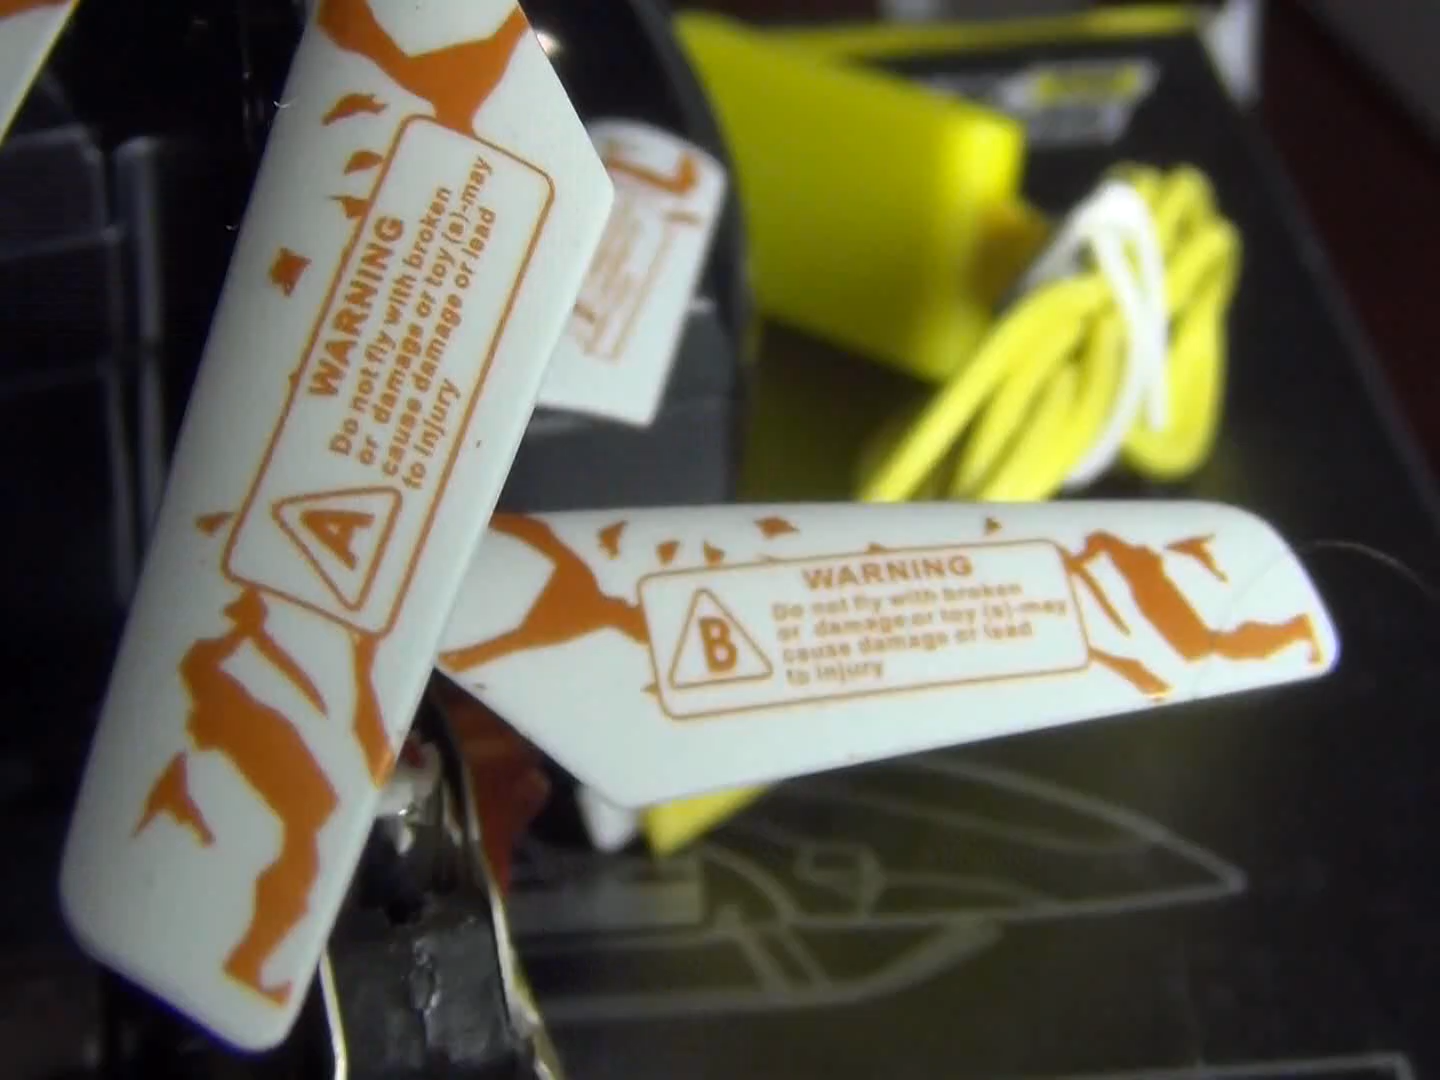 WARNING
Do not fly with broken
or damage or toy (s)-may
cause damage or lead
to injury
A
WARNING
Do not fly with broken
or damage or toy (s)-may
cause damage or lead
to injury
B